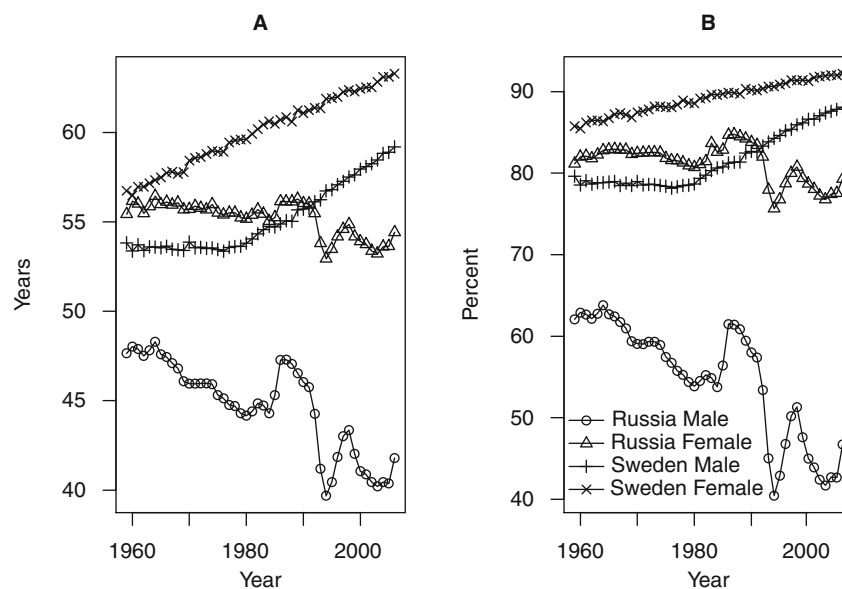 A
Years
60
55
50
45
40
1960
1980
2000
Year
B
Percent
90
80
70
60
50
40
Russia Male
Russia Female
Sweden Male
Sweden Female
1960
1980
2000
Year